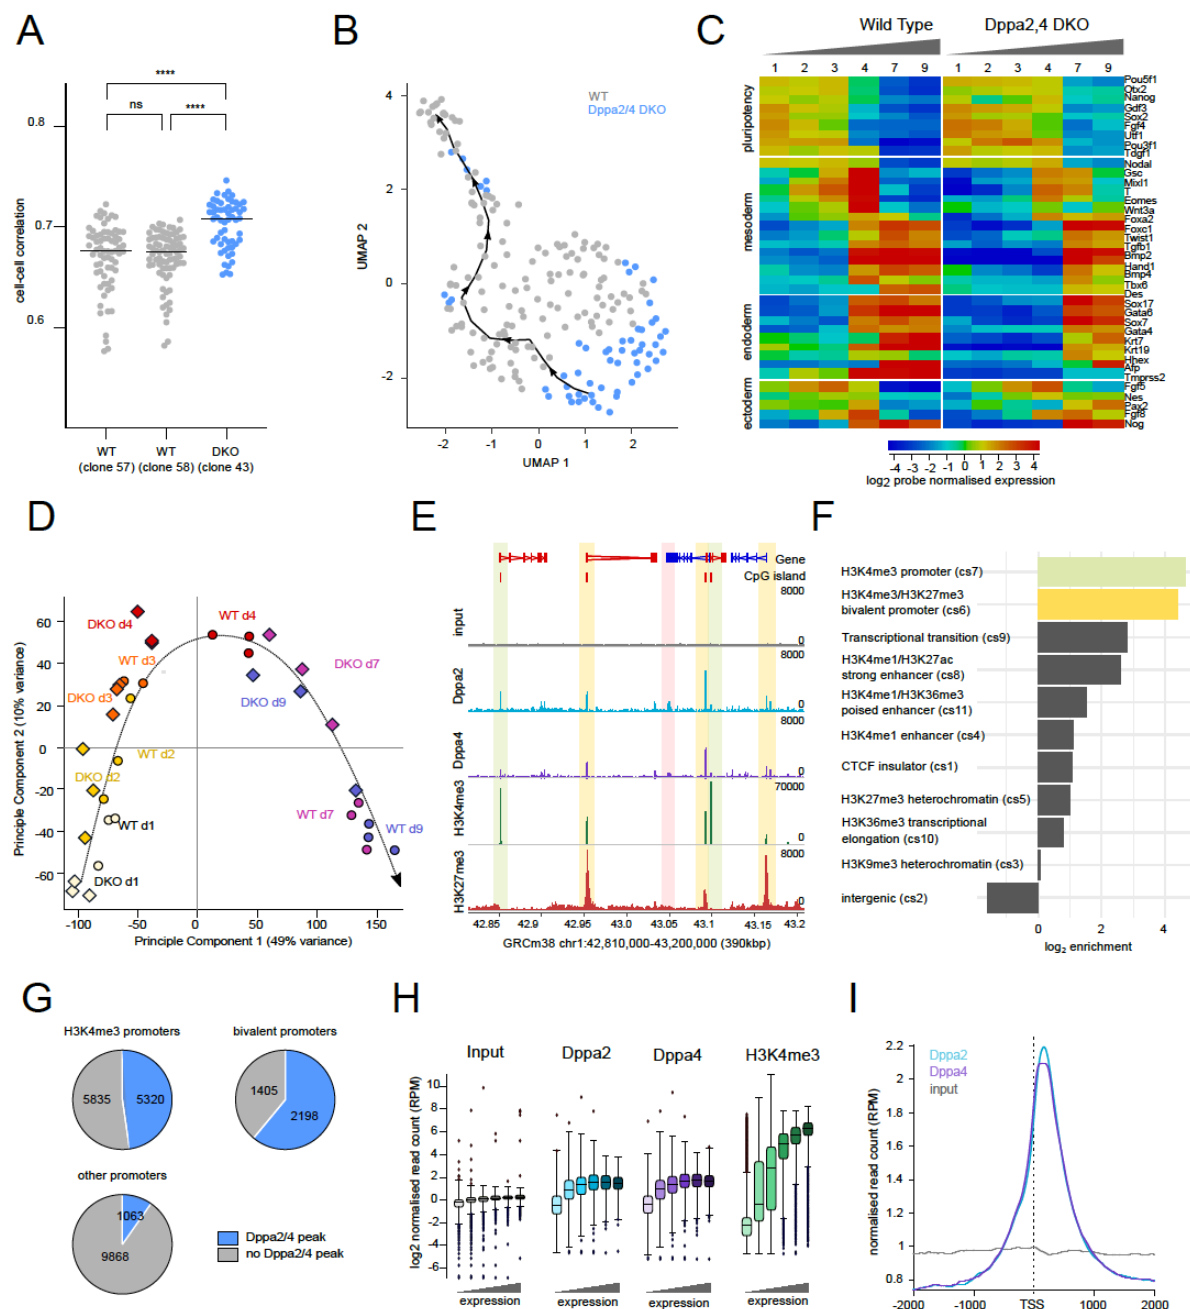 A
****
ns
****
0.8
0.7
0.6
cell-cell correlation
WT
(clone 57)
WT
(clone 58)
DKO
(clone 43)
B
WT
Dppa2/4 DKO
4
2
0
-2
UMAP 2
-2
-1
0
1
2
UMAP 1
C
Wild Type
Dppa2,4 DKO
1 2 3 4 7 9
1 2 3 4 7 9
pluripotency
mesoderm
endoderm
ectoderm
Pou5f1
Otx2
Nanog
Gdf3
Sox2
Fgf4
Utf1
Pou3f1
Tdgf1
Nodal
Gsc
Mixl1
T
Eomes
Wnt3a
Foxa2
Foxc1
Twist1
Tgfb1
Bmp2
Hand1
Bmp4
Tbx6
Des
Sox17
Gata6
Sox7
Gata4
Krt7
Krt19
Hhex
Afp
Tmprss2
Fgf5
Nes
Pax2
Fgf8
Nog
-4 -3 -2 -1 0 1 2 3 4
log2 probe normalised expression
D
Principle Component 2 (10% variance)
60
40
20
0
-20
-40
-60
DKO d4
WT d4
WT d3
DKO d3
DKO d7
DKO d9
WT d2
DKO d2
WT d1
DKO d1
WT d7
WT d9
-100 -50 0 50 100 150
Principle Component 1 (49% variance)
E
Gene
CpG island
input
8000
0
Dppa2
8000
0
Dppa4
8000
0
H3K4me3
70000
0
H3K27me3
8000
0
42.85 42.9 42.95 43.0 43.05 43.1 43.15 43.2
GRCm38 chr1:42,810,000-43,200,000 (390kbp)
F
H3K4me3 promoter (cs7)
H3K4me3/H3K27me3
bivalent promoter (cs6)
Transcriptional transition (cs9)
H3K4me1/H3K27ac
strong enhancer (cs8)
H3K4me1/H3K36me3
poised enhancer (cs11)
H3K4me1 enhancer (cs4)
CTCF insulator (cs1)
H3K27me3 heterochromatin (cs5)
H3K36me3 transcriptional
elongation (cs10)
H3K9me3 heterochromatin (cs3)
intergenic (cs2)
0 2 4
log2 enrichment
G
H3K4me3 promoters
5835
5320
bivalent promoters
1405
2198
other promoters
1063
9868
Dppa2/4 peak
no Dppa2/4 peak
H
Input
Dppa2
Dppa4
H3K4me3
log2 normalised read count (RPM)
10
8
6
4
2
0
-2
-4
-6
expression
expression
expression
expression
I
Dppa2
Dppa4
input
normalised read count (RPM)
2.2
2
1.8
1.6
1.4
1.2
1
0.8
-2000 -1000 TSS 1000 2000